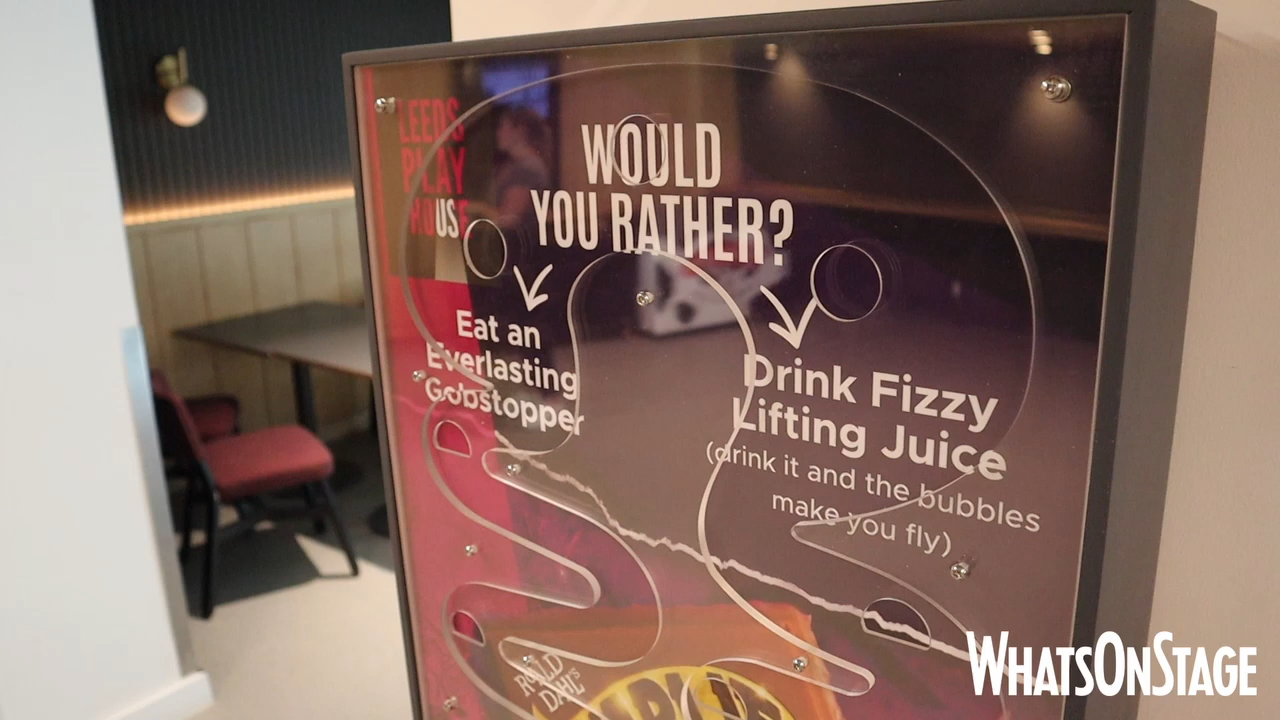 LEEDS
PLAY
HOUSE
WOULD
YOU RATHER?
Eat an
Everlasting
Gobstopper
Drink Fizzy
Lifting Juice
(drink it and the bubbles
make you fly)
ROALD
DAHL'S
WHATSONSTAGE